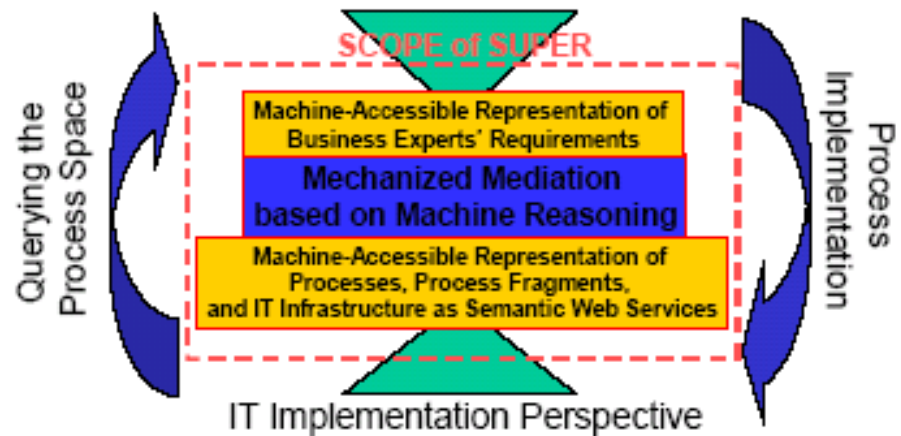 SCOPE of SUPER
Querying the
Process Space
Machine-Accessible Representation of
Business Experts' Requirements
Mechanized Mediation
based on Machine Reasoning
Machine-Accessible Representation of
Processes, Process Fragments,
and IT Infrastructure as Semantic Web Services
Process
Implementation
IT Implementation Perspective